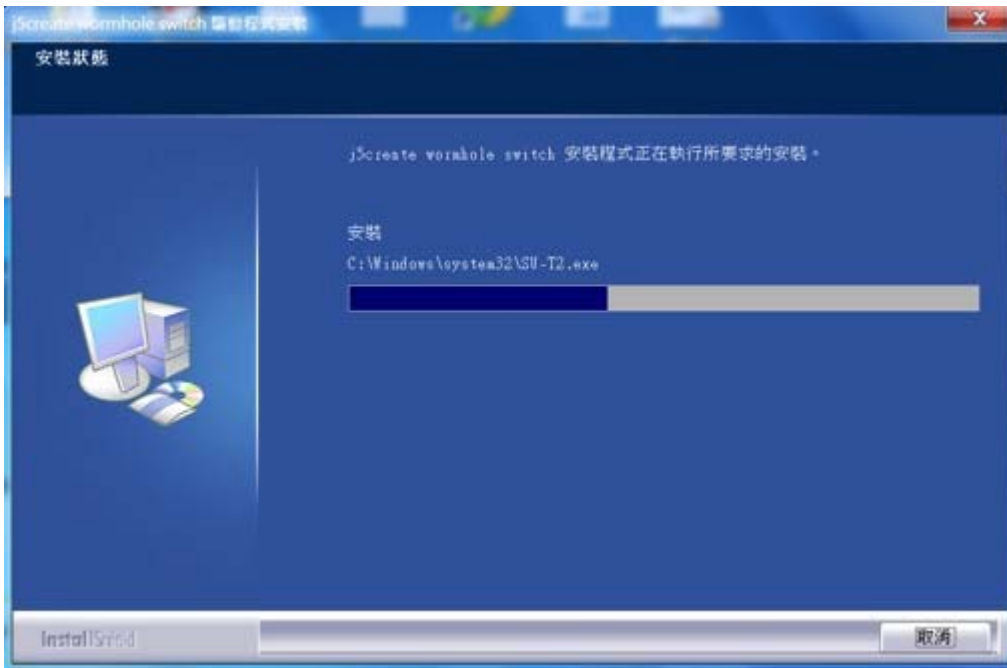 j5create wormhole switch 驅動程式安裝
安裝狀態
j5create wormhole switch 安裝程式正在執行所要求的安裝。
安裝
C:\Windows\system32\SU-T2.exe
InstallShield
取消